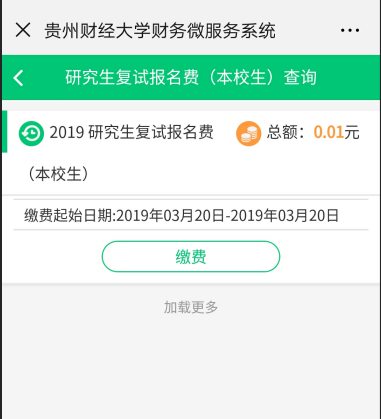 贵州财经大学财务微服务系统
研究生复试报名费（本校生）查询
2019 研究生复试报名费 总额：0.01元
（本校生）
缴费起始日期:2019年03月20日-2019年03月20日
缴费
加载更多